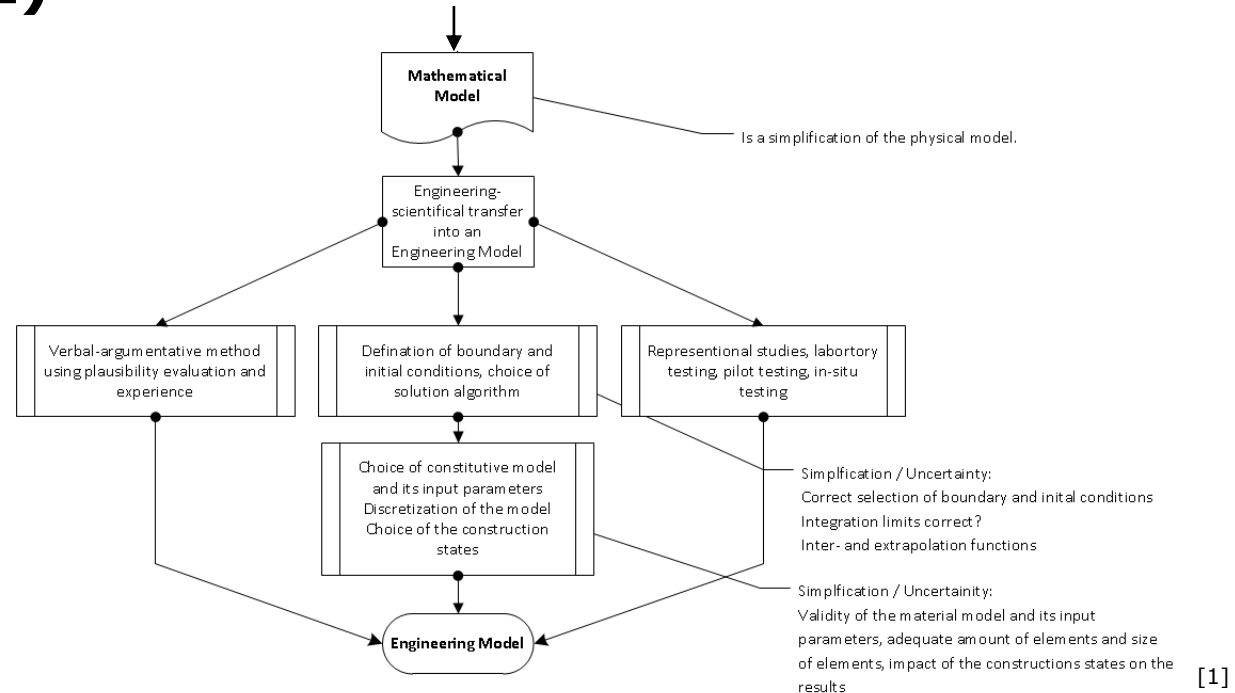 Mathematical
Model
Is a simplification of the physical model.
Engineering-
scientifical transfer
into an
Engineering Model
Verbal-argumentative method
using plausibility evaluation and
experience
Defination of boundary and
initial conditions, choice of
solution algorithm
Representional studies, labortory
testing, pilot testing, in-situ
testing
Choice of constitutive model
and its input parameters
Discretization of the model
Choice of the construction
states
Simplfication / Uncertainty:
Correct selection of boundary and inital conditions
Integration limits correct?
Inter- and extrapolation functions
Simplfication / Uncertainity:
Validity of the material model and its input
parameters, adequate amount of elements and size
of elements, impact of the constructions states on the
results
Engineering Model
[1]